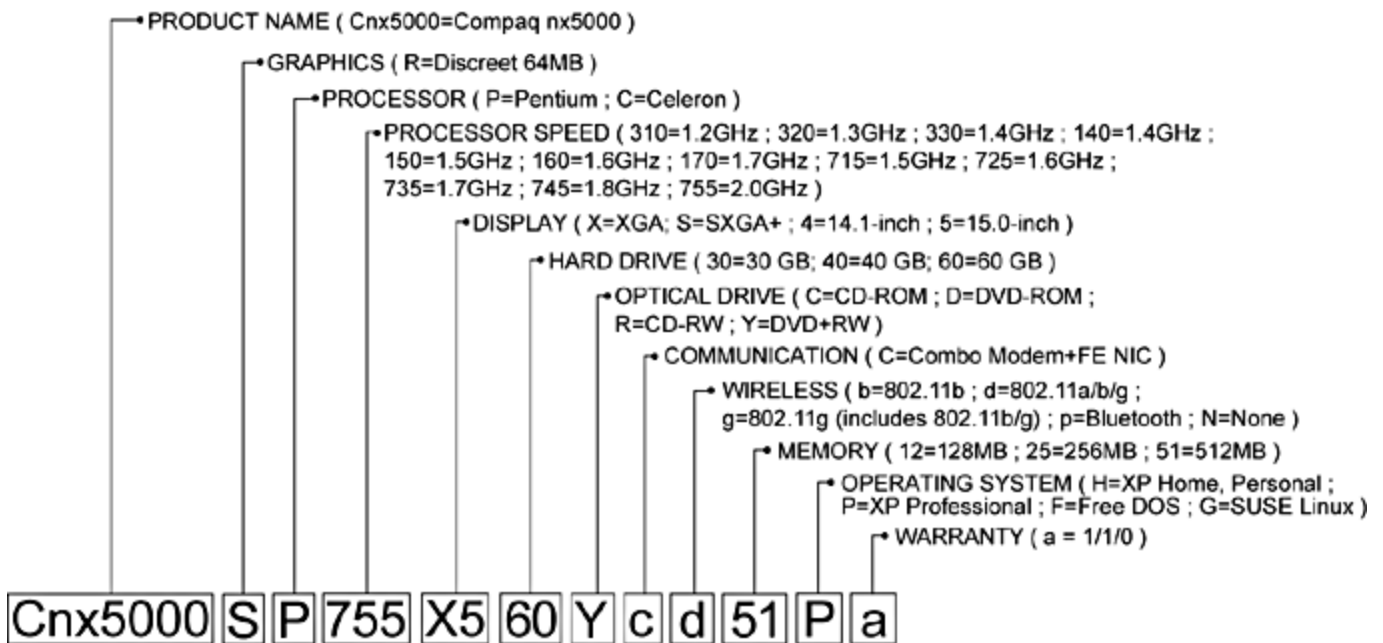 PRODUCT NAME ( Cnx5000=Compaq nx5000 )
GRAPHICS ( R=Discreet 64MB )
PROCESSOR ( P=Pentium ; C=Celeron )
PROCESSOR SPEED ( 310=1.2GHz ; 320=1.3GHz ; 330=1.4GHz ; 140=1.4GHz ;
150=1.5GHz ; 160=1.6GHz ; 170=1.7GHz ; 715=1.5GHz ; 725=1.6GHz ;
735=1.7GHz ; 745=1.8GHz ; 755=2.0GHz )
DISPLAY ( X=XGA; S=SXGA+ ; 4=14.1-inch ; 5=15.0-inch )
HARD DRIVE ( 30=30 GB; 40=40 GB; 60=60 GB )
OPTICAL DRIVE ( C=CD-ROM ; D=DVD-ROM ;
R=CD-RW ; Y=DVD+RW )
COMMUNICATION ( C=Combo Modem+FE NIC )
WIRELESS ( b=802.11b ; d=802.11a/b/g ;
g=802.11g (includes 802.11b/g) ; p=Bluetooth ; N=None )
MEMORY ( 12=128MB ; 25=256MB ; 51=512MB )
OPERATING SYSTEM ( H=XP Home, Personal ;
P=XP Professional ; F=Free DOS ; G=SUSE Linux )
WARRANTY ( a = 1/1/0 )
Cnx5000 S P 755 X5 60 Y c d 51 P a